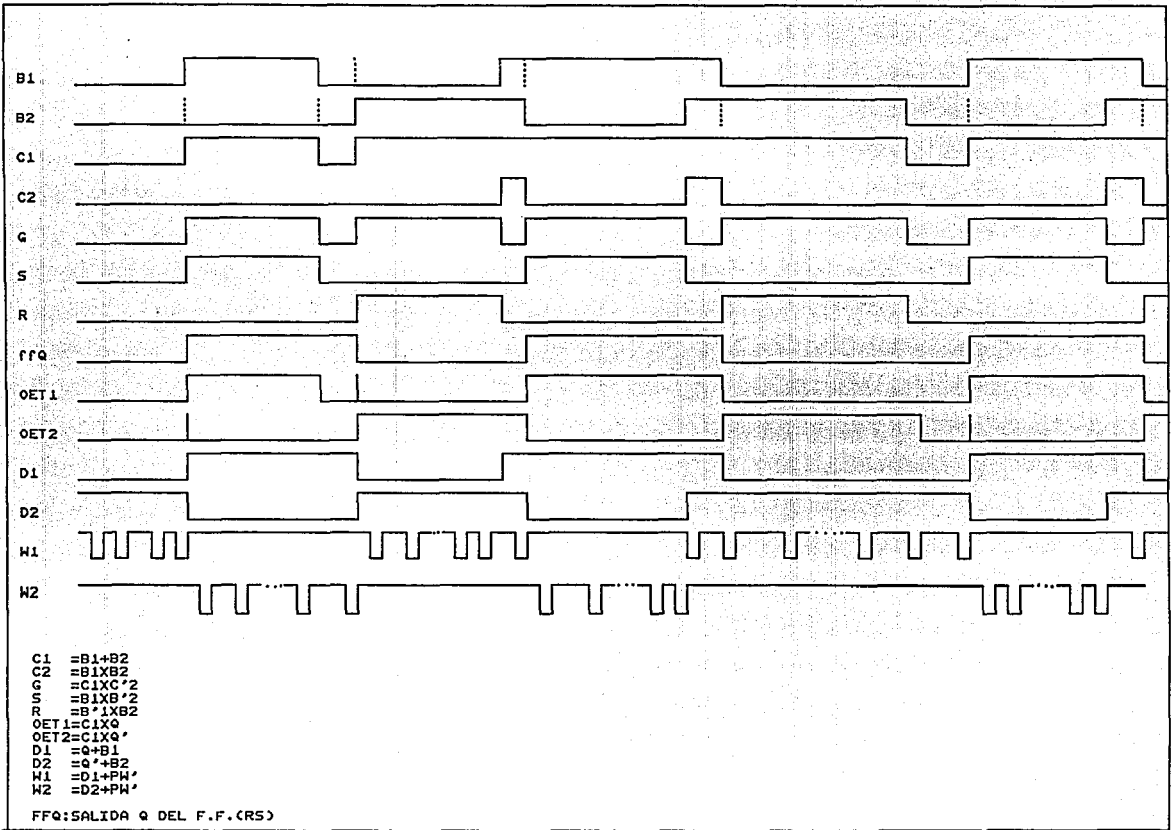 B1
B2
C1
C2
G
S
R
ffQ
OET1
OET2
D1
D2
W1
W2
C1 =B1+B2
C2 =B1XB2
G =C1XC'2
S =B1XB'2
R =B'1XB2
OET1=C1XQ
OET2=C1XQ'
D1 =Q+B1
D2 =Q'+B2
W1 =D1+PW'
W2 =D2+PW'
FFQ:SALIDA Q DEL F.F.(RS)